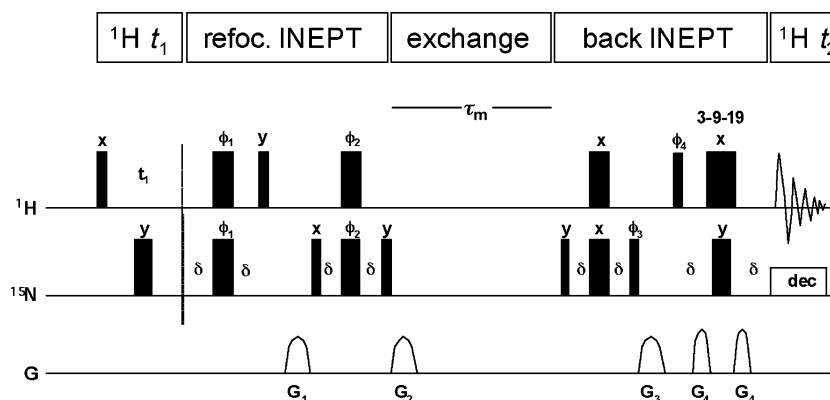 ¹H t₁ refoc. INEPT exchange back INEPT ¹H t₂
τₘ
3-9-19
x ϕ₁ y ϕ₂ x ϕ₄ x
t₁
¹H
y ϕ₁ x ϕ₂ y y x ϕ₃ y
δ δ δ δ δ δ δ δ
dec
¹⁵N
G
G₁ G₂ G₃ G₄ G₄